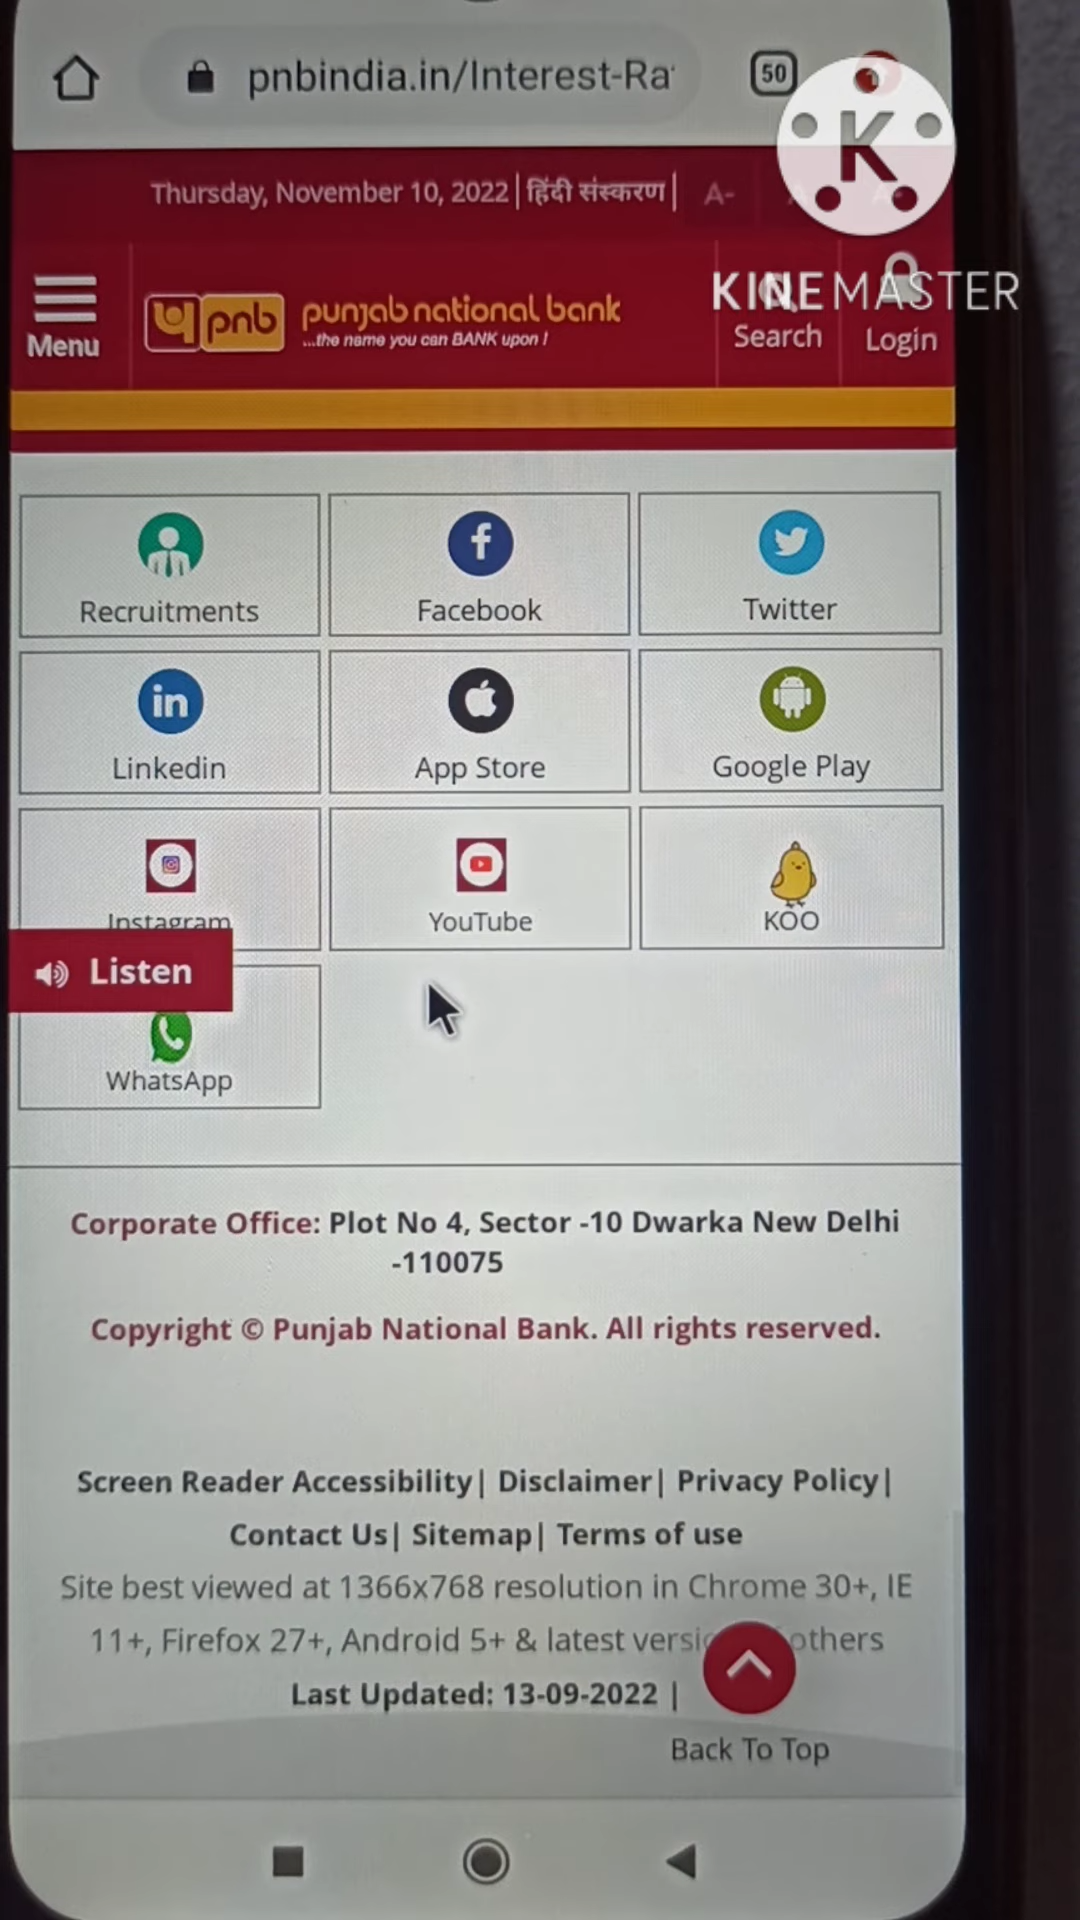 pnbindia.in/Interest-Ra
50
Thursday, November 10, 2022 | हिंदी संस्करण | A-
KINEMASTER
Menu
पnb pnb
punjab national bank
...the name you can BANK upon !
Search
Login
Recruitments
Facebook
Twitter
Linkedin
App Store
Google Play
Instagram
YouTube
KOO
Listen
WhatsApp
Corporate Office: Plot No 4, Sector -10 Dwarka New Delhi
-110075
Copyright © Punjab National Bank. All rights reserved.
Screen Reader Accessibility| Disclaimer| Privacy Policy|
Contact Us| Sitemap| Terms of use
Site best viewed at 1366x768 resolution in Chrome 30+, IE
11+, Firefox 27+, Android 5+ & latest others
Last Updated: 13-09-2022 |
Back To Top